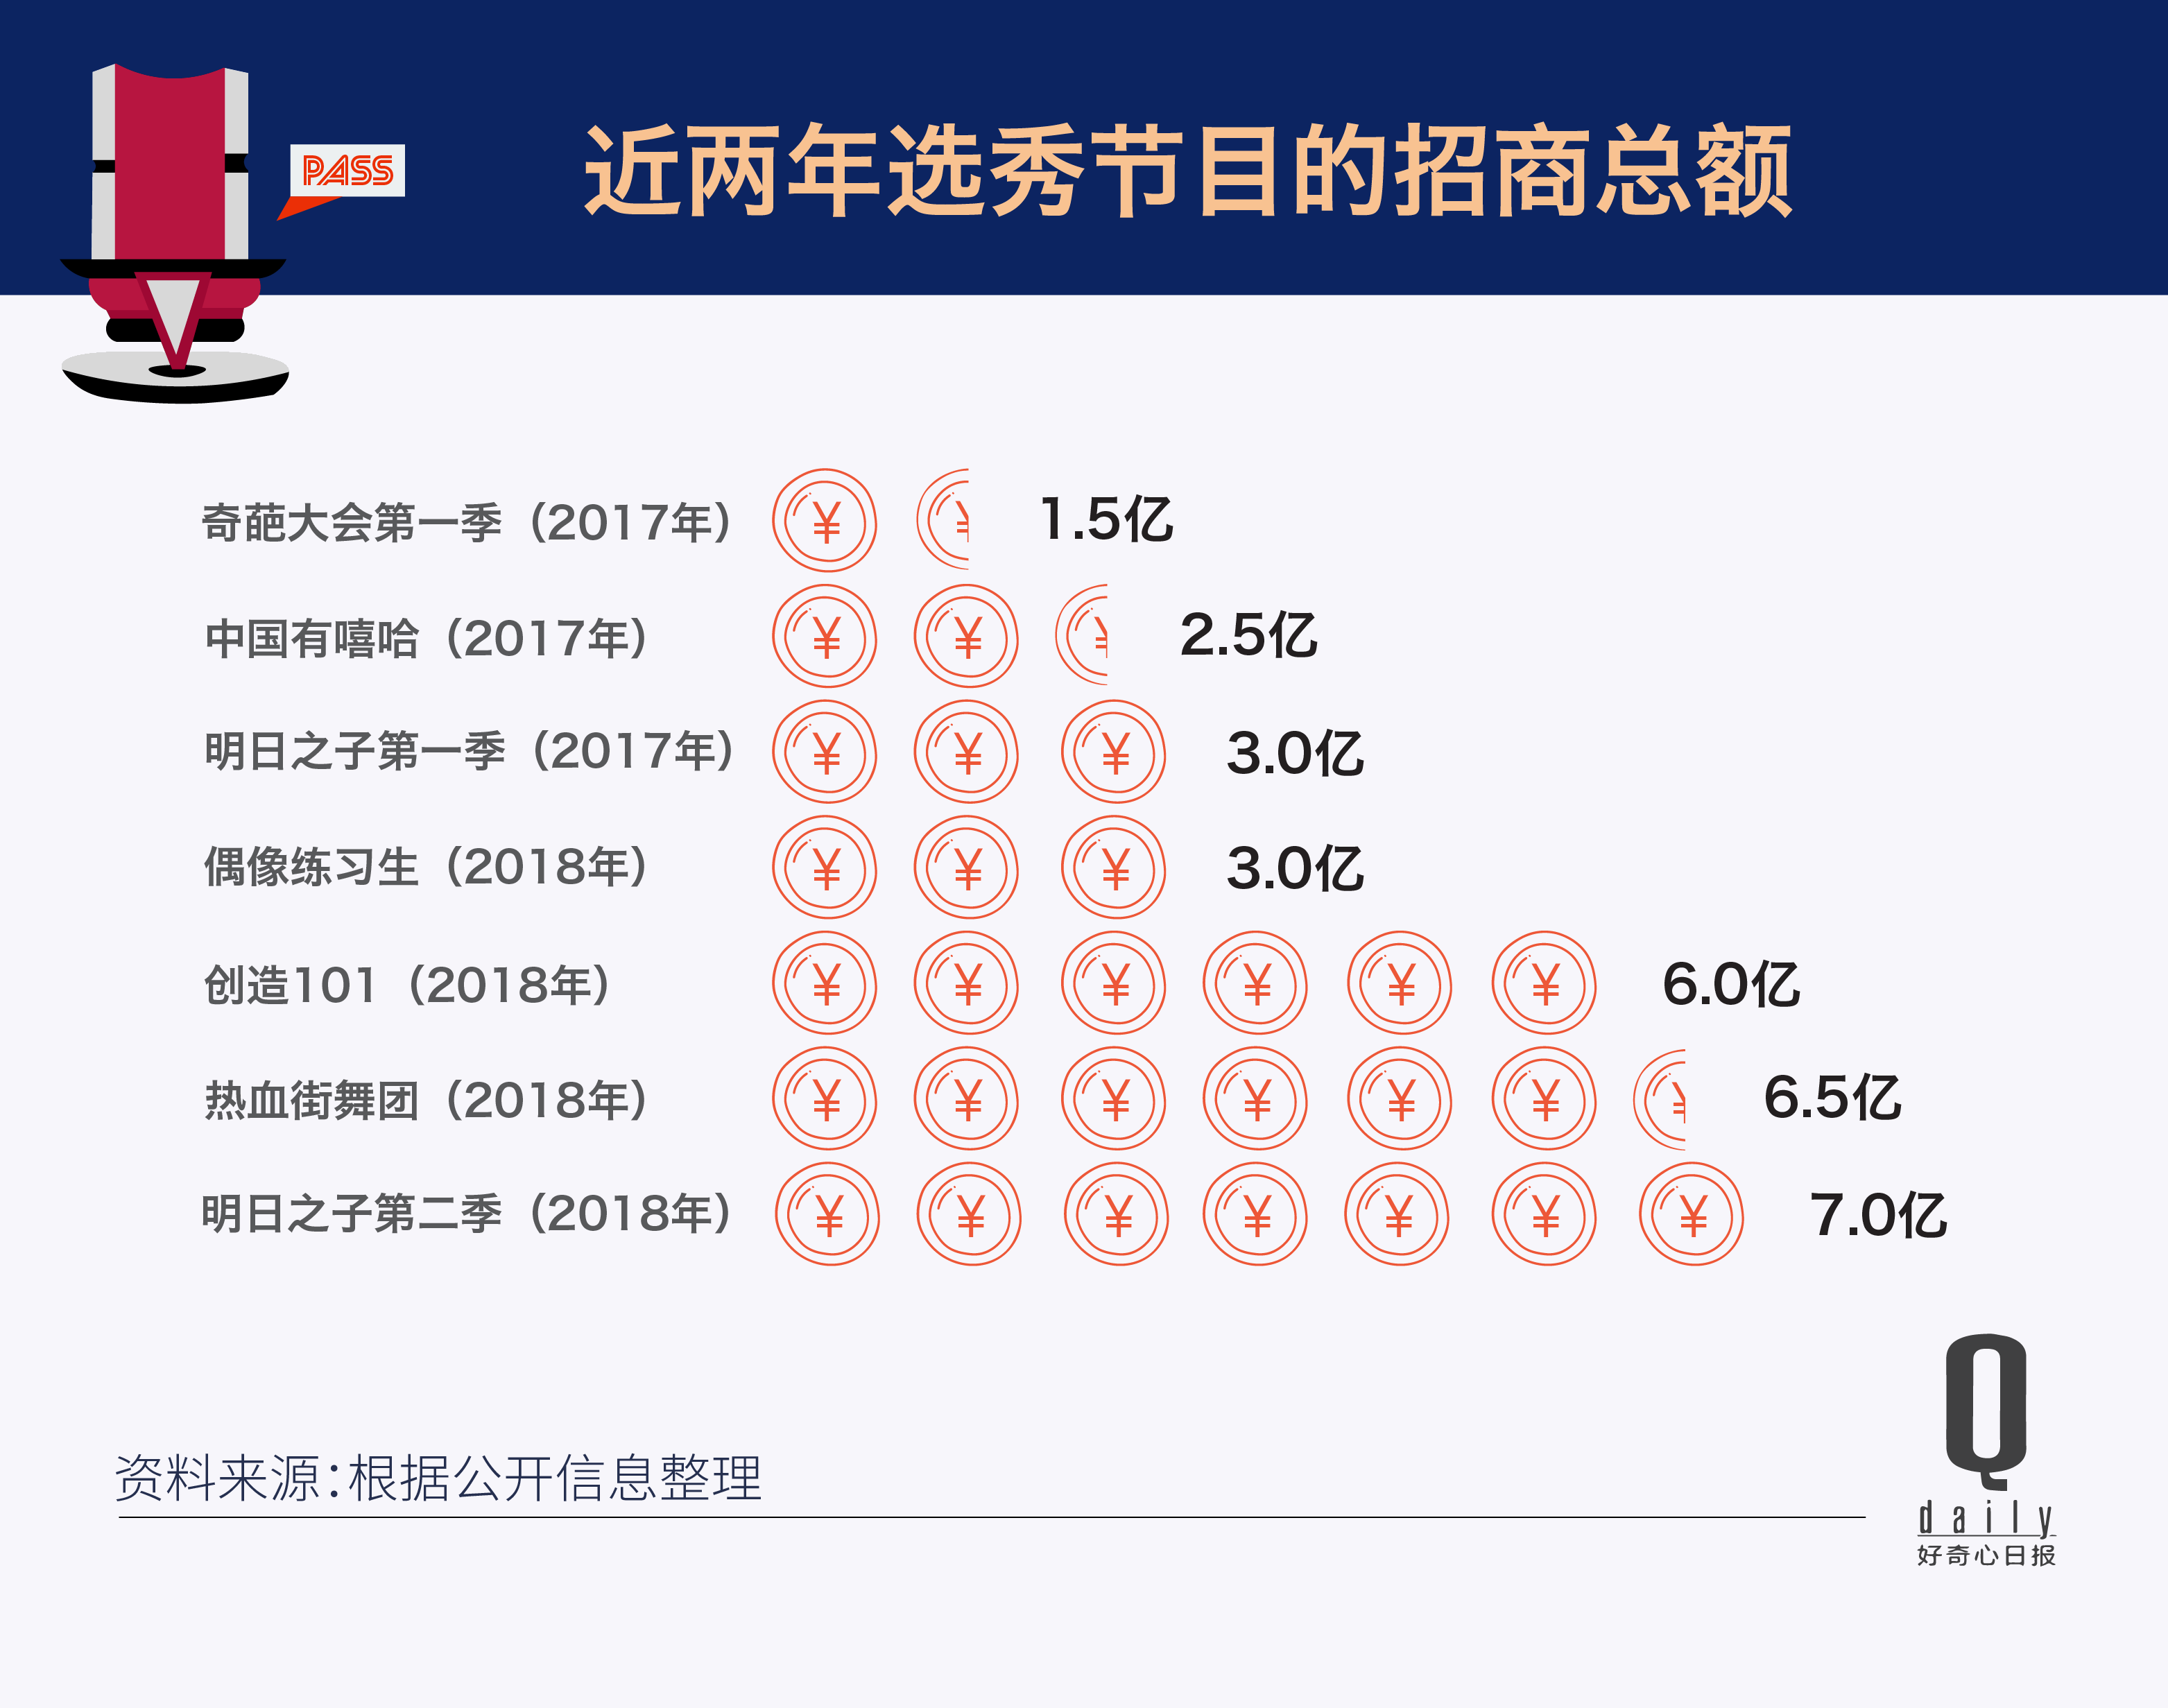 近两年选秀节目的招商总额
PASS
奇葩大会第一季（2017年） ¥ ¥ 1.5亿
中国有嘻哈（2017年） ¥ ¥ ¥ 2.5亿
明日之子第一季（2017年） ¥ ¥ ¥ 3.0亿
偶像练习生（2018年） ¥ ¥ ¥ 3.0亿
创造101（2018年） ¥ ¥ ¥ ¥ ¥ ¥ 6.0亿
热血街舞团（2018年） ¥ ¥ ¥ ¥ ¥ ¥ ¥ 6.5亿
明日之子第二季（2018年） ¥ ¥ ¥ ¥ ¥ ¥ ¥ 7.0亿
资料来源：根据公开信息整理
Q
daily
好奇心日报